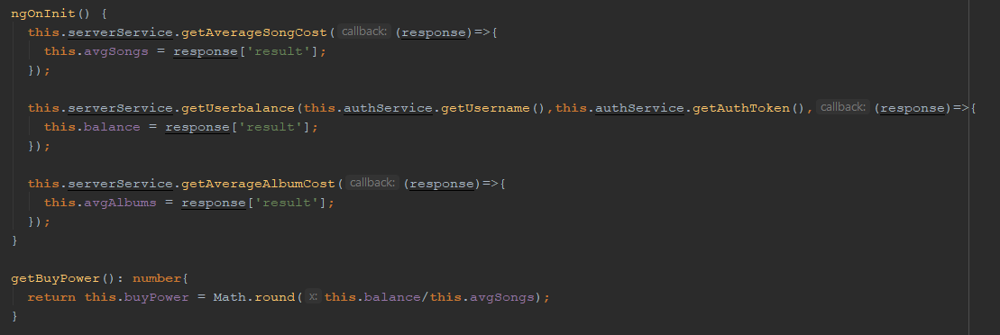 ngOnInit() {
  this.serverService.getAverageSongCost( callback: (response)=>{
    this.avgSongs = response['result'];
  });

  this.serverService.getUserbalance(this.authService.getUsername(),this.authService.getAuthToken(), callback: (response)=>{
    this.balance = response['result'];
  });

  this.serverService.getAverageAlbumCost( callback: (response)=>{
    this.avgAlbums = response['result'];
  });
}

getBuyPower(): number{
  return this.buyPower = Math.round( x: this.balance/this.avgSongs);
}